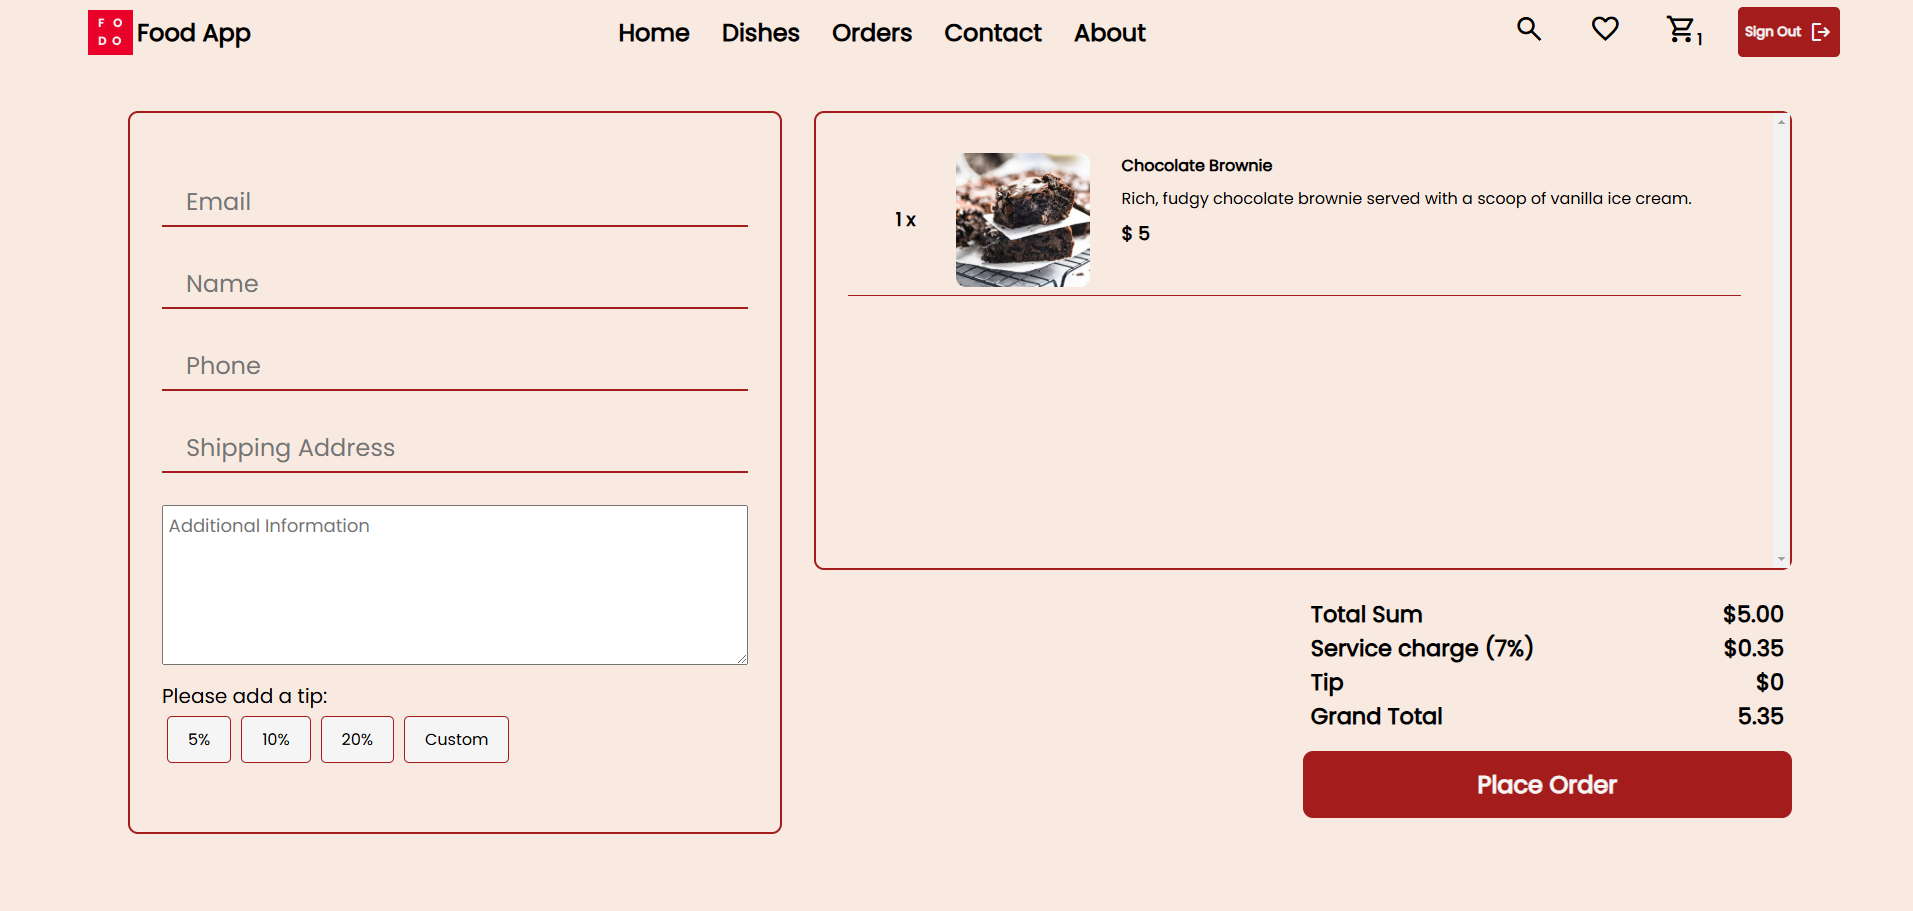 F O
D O
Food App
Home
Dishes
Orders
Contact
About
1
Sign Out
Email
Name
Phone
Shipping Address
Additional Information
Please add a tip:
5%
10%
20%
Custom
1 x
Chocolate Brownie
Rich, fudgy chocolate brownie served with a scoop of vanilla ice cream.
$ 5
Total Sum $5.00
Service charge (7%) $0.35
Tip $0
Grand Total 5.35
Place Order